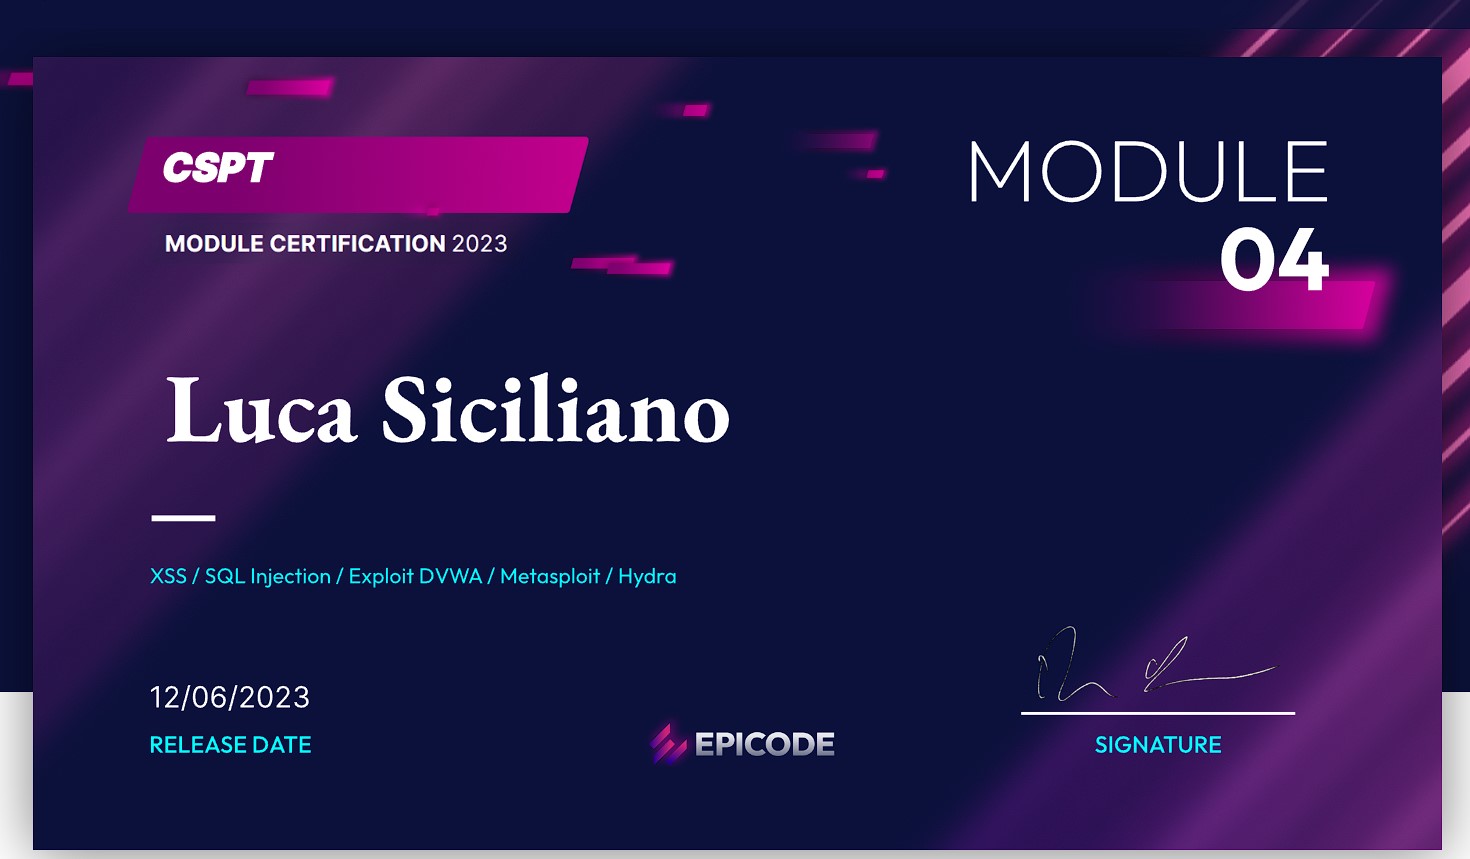 CSPT
MODULE CERTIFICATION 2023
MODULE
04
Luca Siciliano
XSS / SQL Injection / Exploit DVWA / Metasploit / Hydra
12/06/2023
RELEASE DATE
EPICODE
SIGNATURE